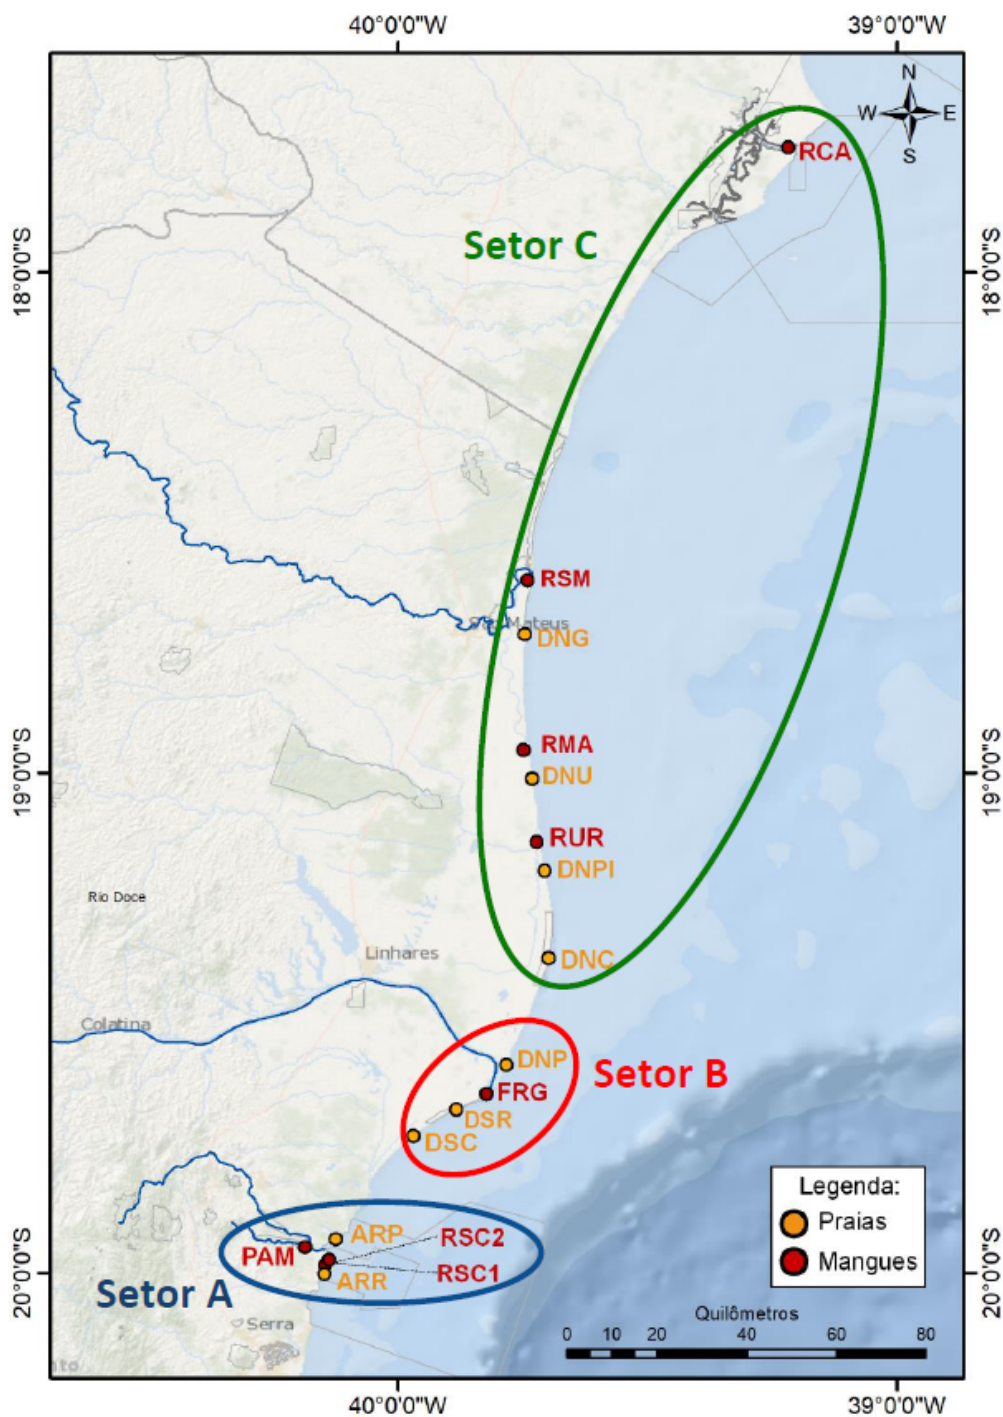 40°0'0"W
39°0'0"W
N
W
E
S
RCA
Setor C
18°0'0"S
18°0'0"S
RSM
São Mateus
DNG
RMA
DNU
19°0'0"S
19°0'0"S
RUR
DNPI
Rio Doce
Linhares
DNC
Colatina
DNP
Setor B
FRG
DSR
DSC
Legenda:
Praias
Mangues
ARP
RSC2
PAM
RSC1
ARR
20°0'0"S
20°0'0"S
Setor A
Serra
Quilômetros
0 10 20 40 60 80
nto
40°0'0"W
39°0'0"W